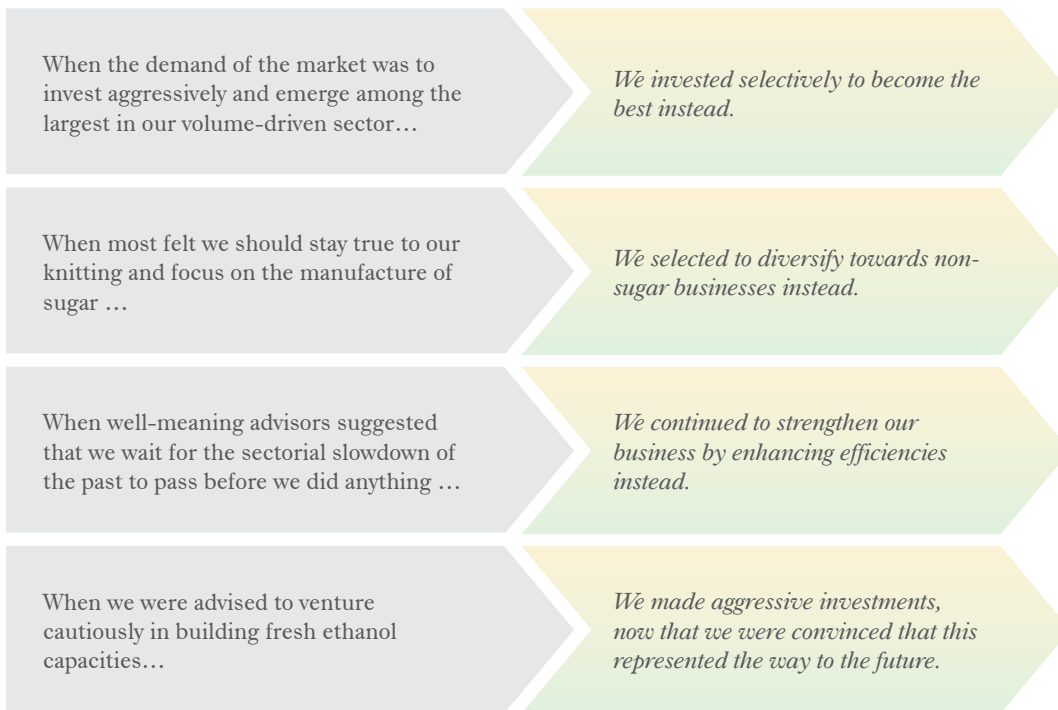 When the demand of the market was to
invest aggressively and emerge among the
largest in our volume-driven sector…
We invested selectively to become the
best instead.
When most felt we should stay true to our
knitting and focus on the manufacture of
sugar …
We selected to diversify towards non-
sugar businesses instead.
When well-meaning advisors suggested
that we wait for the sectorial slowdown of
the past to pass before we did anything …
We continued to strengthen our
business by enhancing efficiencies
instead.
When we were advised to venture
cautiously in building fresh ethanol
capacities…
We made aggressive investments,
now that we were convinced that this
represented the way to the future.